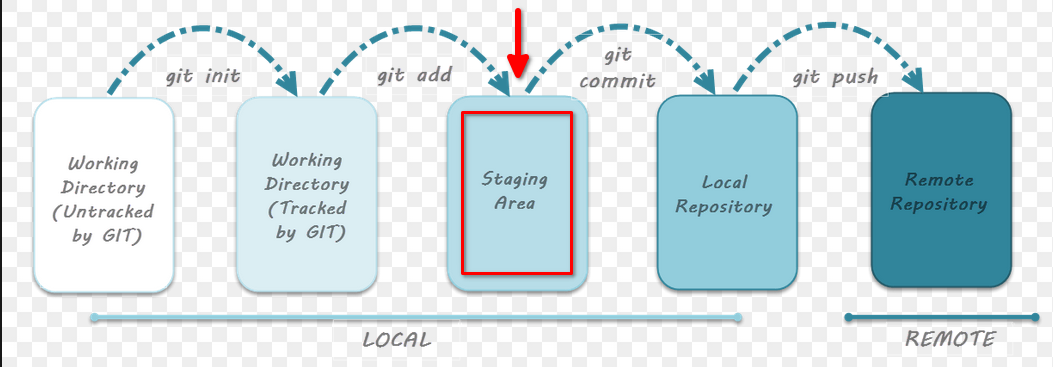 git init
git add
git
commit
git push
Working
Directory
(Untracked
by GIT)
Working
Directory
(Tracked
by GIT)
Staging
Area
Local
Repository
Remote
Repository
LOCAL
REMOTE